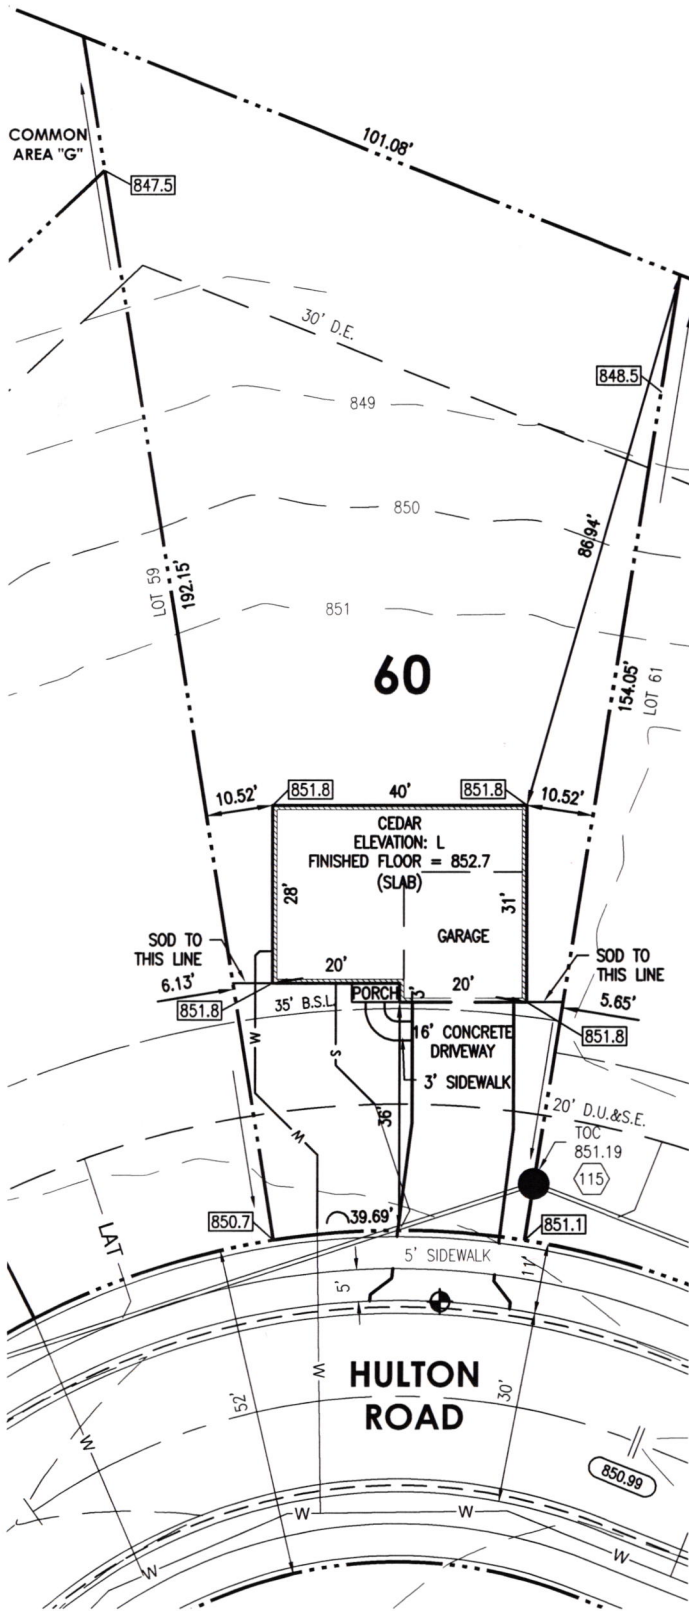 COMMON
AREA "G"
101.08'
847.5
30' D.E.
848.5
849
850
86.94'
LOT 59
192.15'
851
60
154.05'
LOT 61
10.52'
851.8
40'
851.8
10.52'
CEDAR
ELEVATION: L
FINISHED FLOOR = 852.7
(SLAB)
28'
31'
GARAGE
SOD TO
THIS LINE
20'
SOD TO
THIS LINE
6.13'
PORCH
3'
20'
851.8
35' B.S.L.
5.65'
851.8
16' CONCRETE
DRIVEWAY
W
S
3' SIDEWALK
36'
20' D.U.&S.E.
W
TOC
851.19
115
850.7
39.69'
851.1
LAT
5' SIDEWALK
11'
5'
W
HULTON
ROAD
52'
30'
W
850.99
W
W
W
W